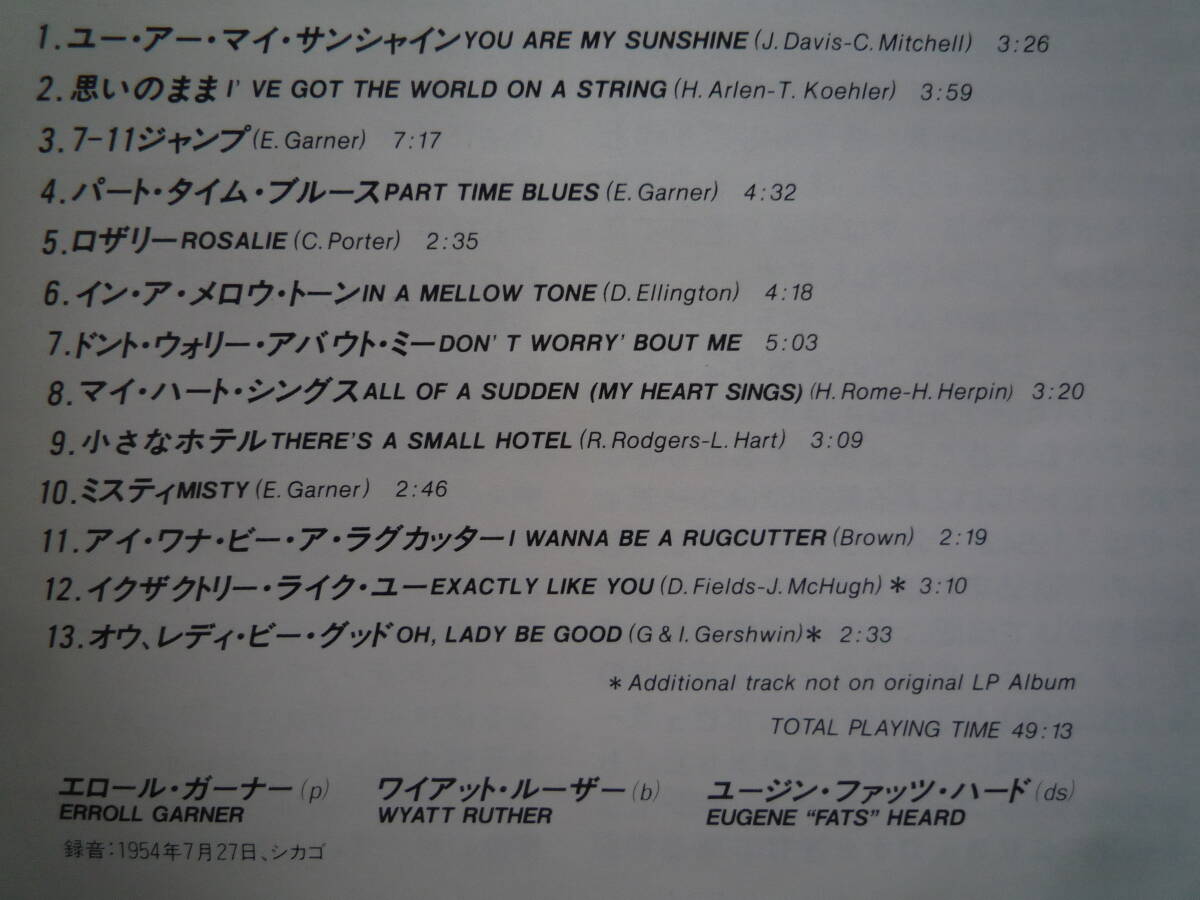 1.ユー・アー・マイ・サンシャインYOU ARE MY SUNSHINE (J. Davis-C. Mitchell) 3:26
2.思いのままI' VE GOT THE WORLD ON A STRING (H. Arlen-T. Koehler) 3:59
3.7-11ジャンプ(E. Garner) 7:17
4.パート・タイム・ブルースPART TIME BLUES (E. Garner) 4:32
5.ロザリーROSALIE (C. Porter) 2:35
6.イン・ア・メロウ・トーンIN A MELLOW TONE (D. Ellington) 4:18
7.ドント・ウォリー・アバウト・ミーDON' T WORRY' BOUT ME 5:03
8.マイ・ハート・シングスALL OF A SUDDEN (MY HEART SINGS) (H. Rome-H. Herpin) 3:20
9.小さなホテルTHERE'S A SMALL HOTEL (R. Rodgers-L. Hart) 3:09
10.ミスティMISTY (E. Garner) 2:46
11.アイ・ワナ・ビー・ア・ラグカッターI WANNA BE A RUGCUTTER (Brown) 2:19
12.イクザクトリー・ライク・ユーEXACTLY LIKE YOU (D. Fields-J. McHugh) * 3:10
13.オウ、レディ・ビー・グッドOH, LADY BE GOOD (G & I. Gershwin)* 2:33
*Additional track not on original LP Album
TOTAL PLAYING TIME 49:13
エロール・ガーナー(p) ワイアット・ルーザー(b) ユージン・ファッツ・ハード(ds)
ERROLL GARNER WYATT RUTHER EUGENE "FATS" HEARD
録音:1954年7月27日、シカゴ